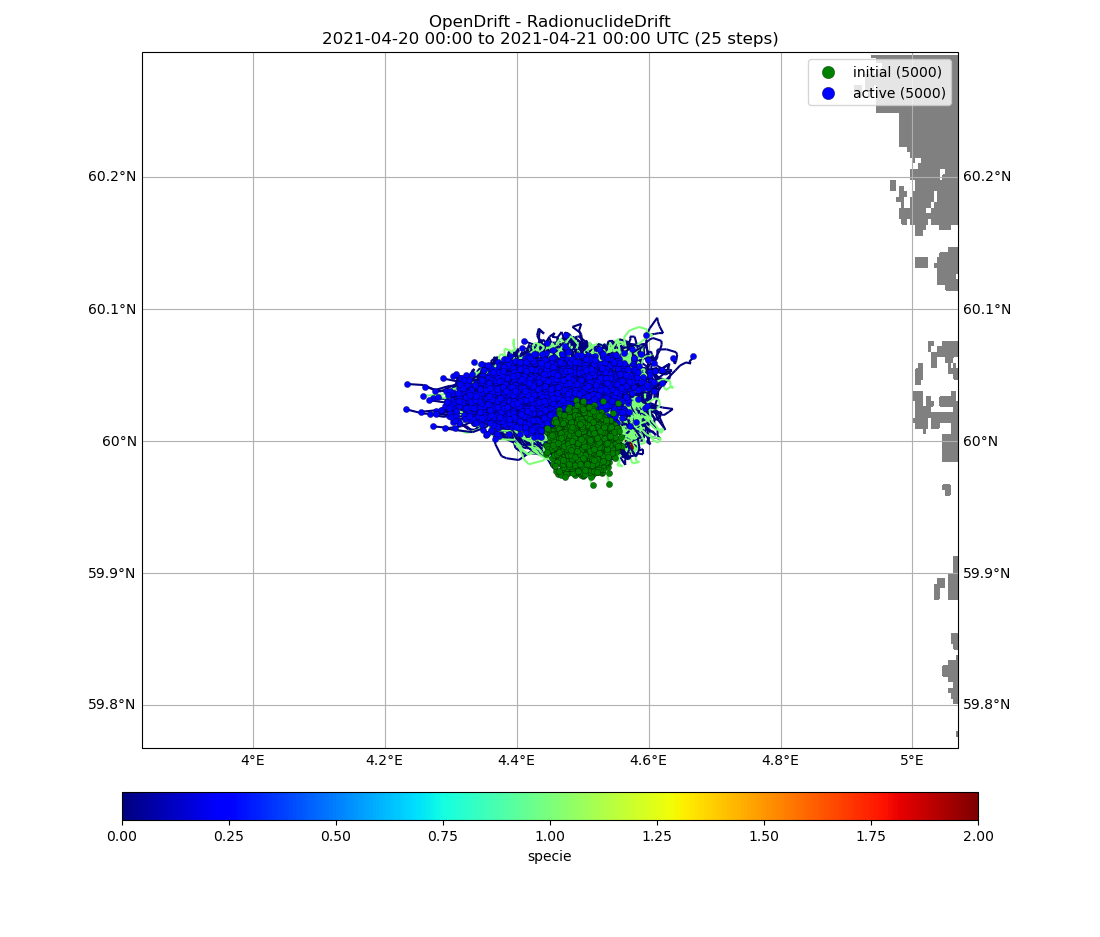 OpenDrift - RadionuclideDrift
2021-04-20 00:00 to 2021-04-21 00:00 UTC (25 steps)
initial (5000)
active (5000)
60.2°N 60.2°N
60.1°N 60.1°N
60°N 60°N
59.9°N 59.9°N
59.8°N 59.8°N
4°E 4.2°E 4.4°E 4.6°E 4.8°E 5°E
0.00 0.25 0.50 0.75 1.00 1.25 1.50 1.75 2.00
specie